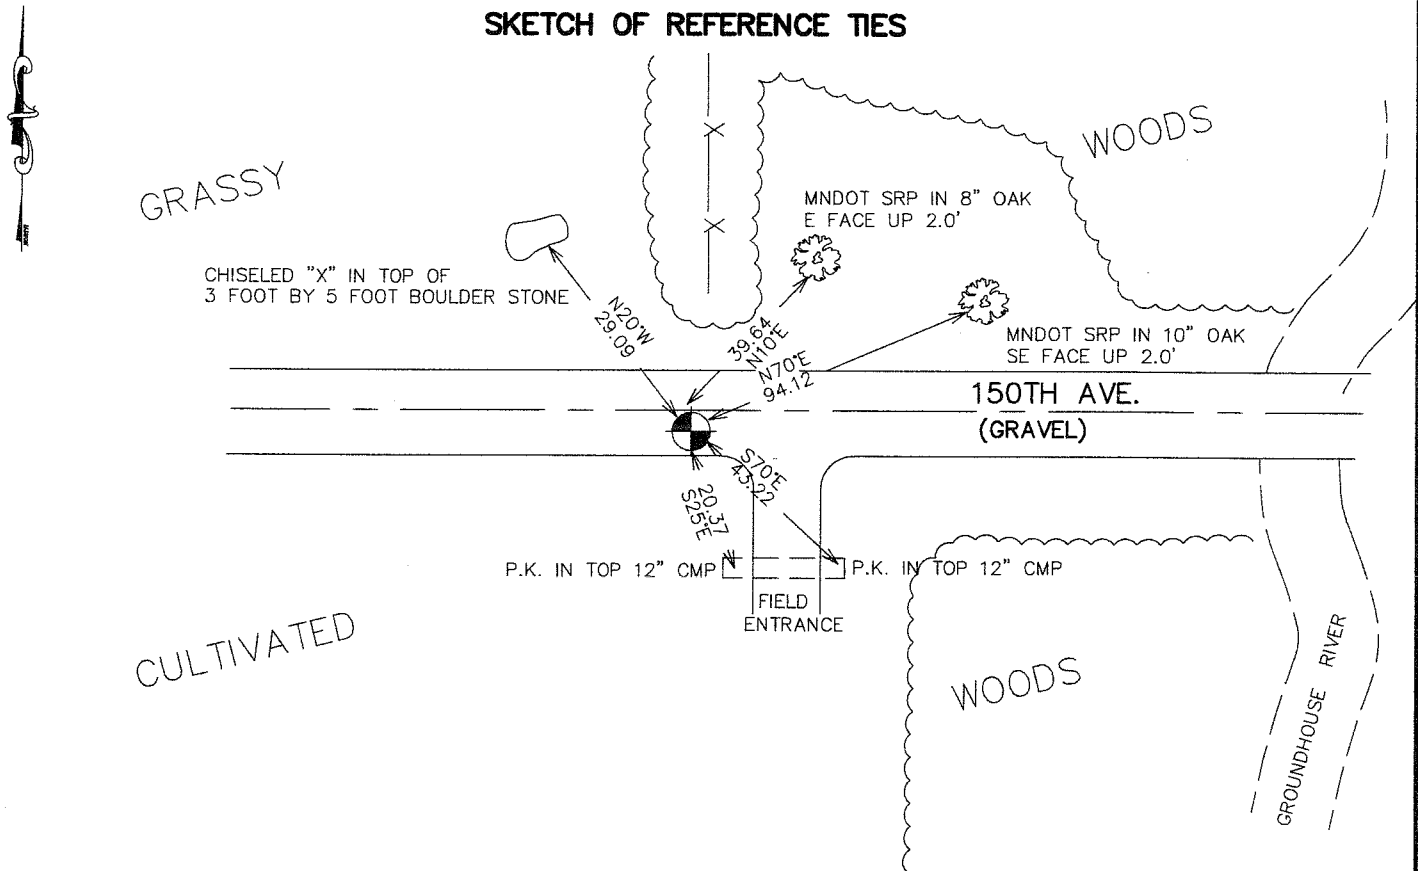 SKETCH OF REFERENCE TIES
WOODS
GRASSY
MNDOT SRP IN 8" OAK
E FACE UP 2.0'
CHISELED "X" IN TOP OF
3 FOOT BY 5 FOOT BOULDER STONE
N20°W
29.09
39.64
N10°E
MNDOT SRP IN 10" OAK
SE FACE UP 2.0'
N70°E
94.12
150TH AVE.
(GRAVEL)
S70°E
43.22
20.37
S25°E
P.K. IN TOP 12" CMP
P.K. IN TOP 12" CMP
FIELD
ENTRANCE
CULTIVATED
WOODS
GROUNDHOUSE RIVER